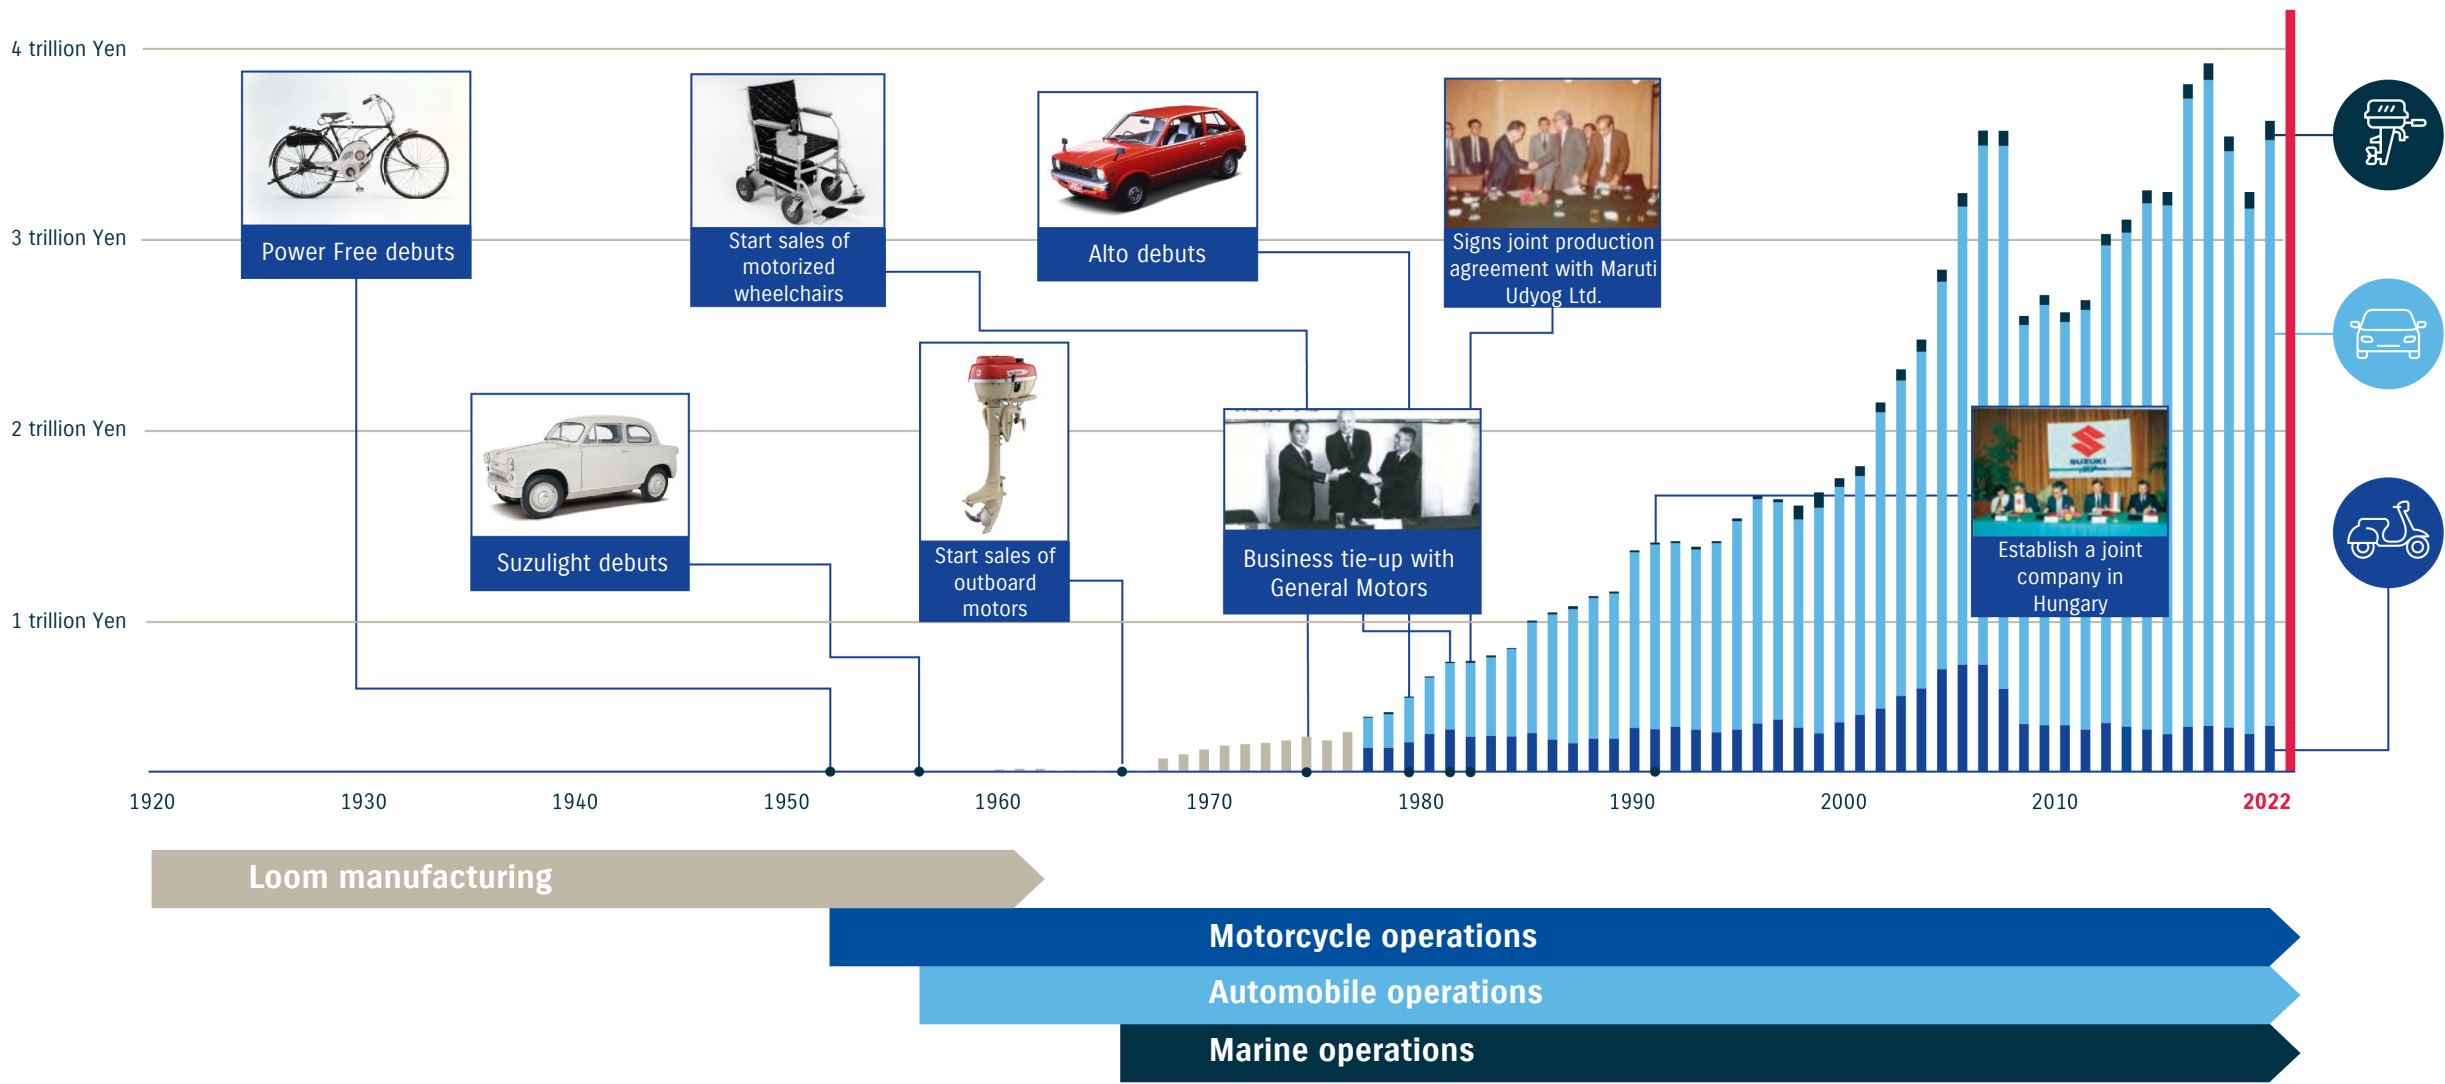 4 trillion Yen
3 trillion Yen
2 trillion Yen
1 trillion Yen
Power Free debuts
Suzulight debuts
Start sales of
motorized
wheelchairs
Start sales of
outboard
motors
Alto debuts
Business tie-up with
General Motors
Signs joint production
agreement with Maruti
Udyog Ltd.
SUZUKI
Establish a joint
company in
Hungary
1920
1930
1940
1950
1960
1970
1980
1990
2000
2010
2022
Loom manufacturing
Motorcycle operations
Automobile operations
Marine operations